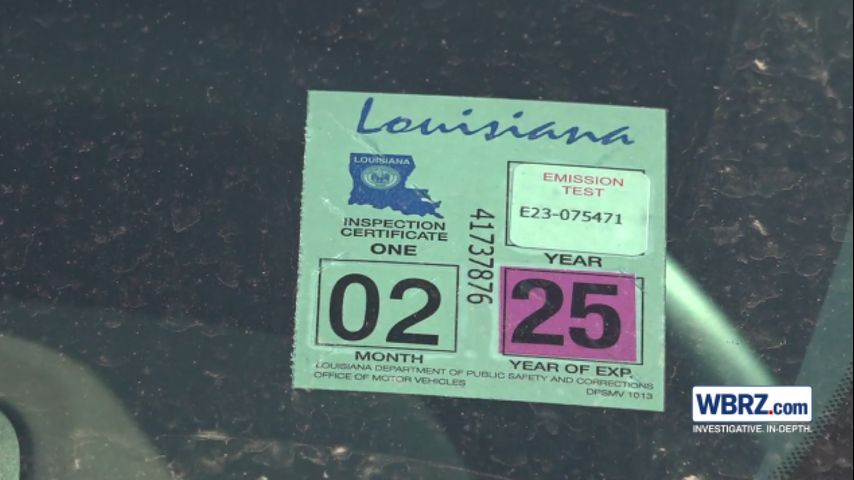 Louisiana
LOUISIANA
INSPECTION
CERTIFICATE
ONE
02
MONTH
41737876
EMISSION
TEST
E23-075471
YEAR
25
YEAR OF EXP.
LOUISIANA DEPARTMENT OF PUBLIC SAFETY AND CORRECTIONS
OFFICE OF MOTOR VEHICLES
DPSMV 1013
WBRZ.com
INVESTIGATIVE. IN-DEPTH.